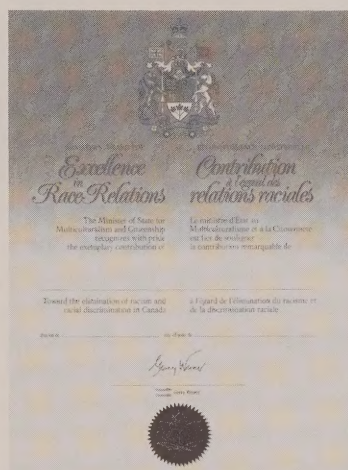 Excellence
in
Race Relations
The Minister of State for
Multiculturalism and Citizenship
recognizes with pride
the exemplary contribution of
Toward the elimination of racism and
racial discrimination in Canada
Contribution
à l'égard des
relations raciales
Le ministre d'État au
Multiculturalisme et à la Citoyenneté
est fier de souligner
la contribution remarquable de
à l'égard de l'élimination du racisme et
de la discrimination raciale
Gerry Weiner